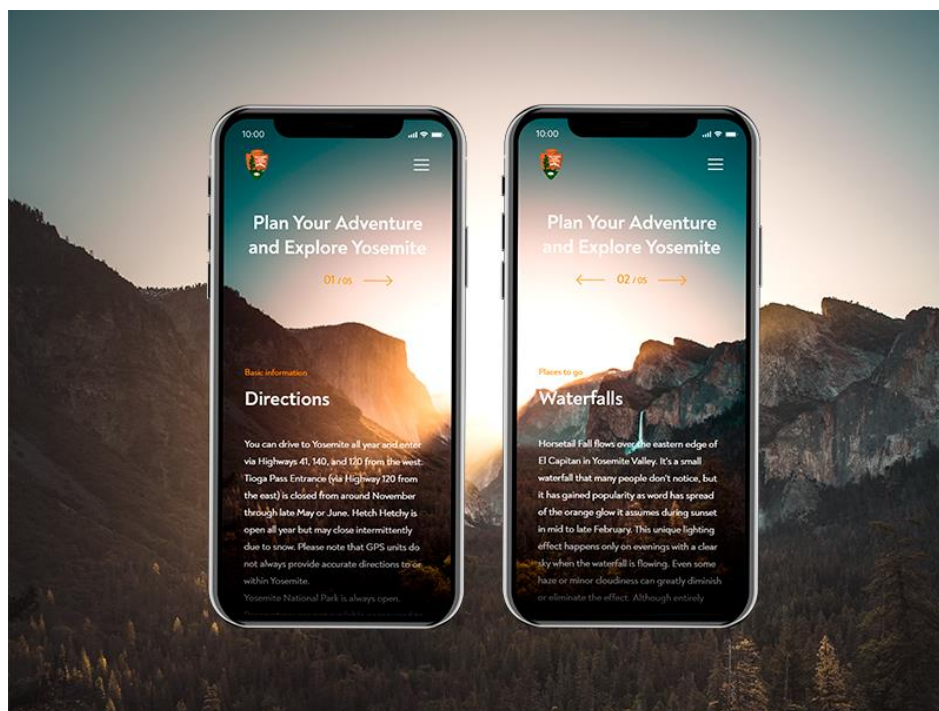 10:00
Plan Your Adventure
and Explore Yosemite
01 / 05
Basic information
Directions
You can drive to Yosemite all year and enter
via Highways 41, 140, and 120 from the west.
Tioga Pass Entrance (via Highway 120 from
the east) is closed from around November
through late May or June. Hetch Hetchy is
open all year but may close intermittently
due to snow. Please note that GPS units do
not always provide accurate directions to or
within Yosemite.
Yosemite National Park is always open.
10:00
Plan Your Adventure
and Explore Yosemite
02 / 05
Places to go
Waterfalls
Horsetail Fall flows over the eastern edge of
El Capitan in Yosemite Valley. It's a small
waterfall that many people don't notice, but
it has gained popularity as word has spread
of the orange glow it assumes during sunset
in mid to late February. This unique lighting
effect happens only on evenings with a clear
sky when the waterfall is flowing. Even some
haze or minor cloudiness can greatly diminish
or eliminate the effect. Although entirely